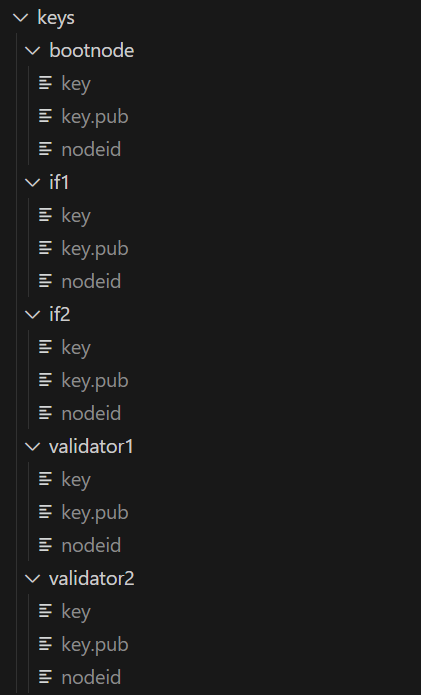 keys
bootnode
key
key.pub
nodeid
if1
key
key.pub
nodeid
if2
key
key.pub
nodeid
validator1
key
key.pub
nodeid
validator2
key
key.pub
nodeid